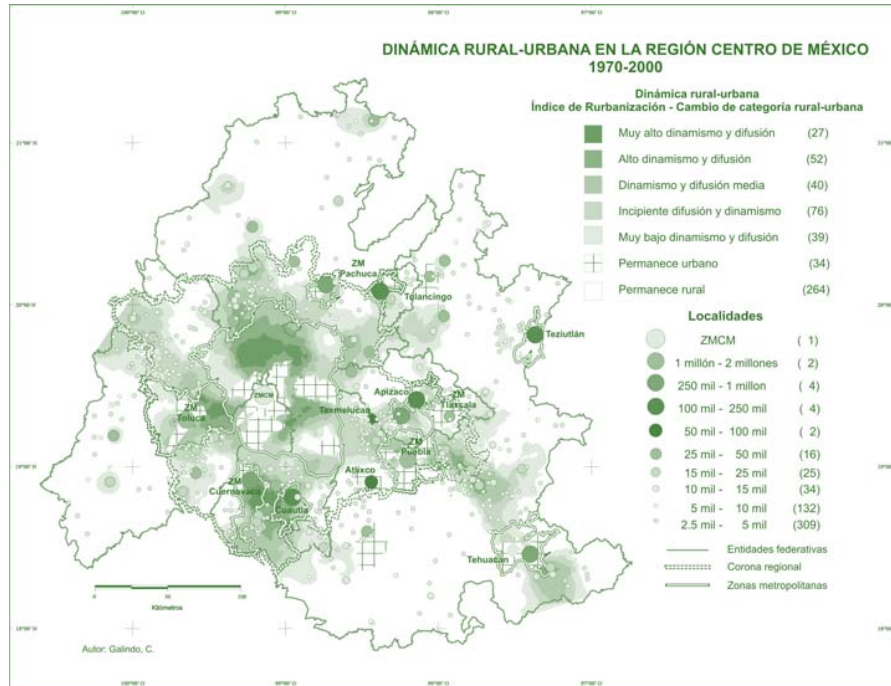 DINÁMICA RURAL-URBANA EN LA REGIÓN CENTRO DE MÉXICO
1970-2000
Dinámica rural-urbana
Índice de Rurbanización - Cambio de categoría rural-urbana
Muy alto dinamismo y difusión (27)
Alto dinamismo y difusión (52)
Dinamismo y difusión media (40)
Incipiente difusión y dinamismo (76)
Muy bajo dinamismo y difusión (39)
Permanece urbano (34)
Permanece rural (264)
Localidades
ZMCM ( 1)
1 millón - 2 millones ( 2)
250 mil - 1 millon ( 4)
100 mil - 250 mil ( 4)
50 mil - 100 mil ( 2)
25 mil - 50 mil (16)
15 mil - 25 mil (25)
10 mil - 15 mil (34)
5 mil - 10 mil (132)
2.5 mil - 5 mil (309)
Entidades federativas
Corona regional
Zonas metropolitanas
ZM
Pachuca
Tulancingo
Teziutlán
Apizaco
ZM
Tlaxcala
ZMCM
Texmelucan
ZM
Toluca
ZM
Puebla
Atlixco
ZM
Cuernavaca
Cuautla
Tehuacán
Kilómetros
Autor: Galindo, C.